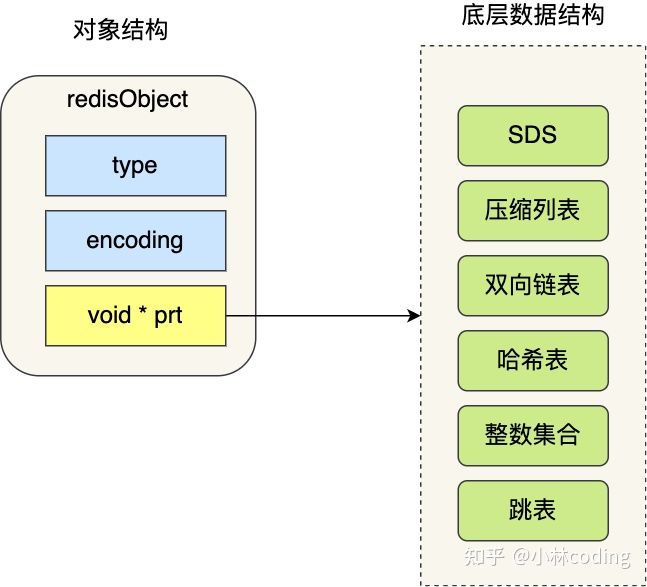 对象结构
redisObject
type
encoding
void * prt
底层数据结构
SDS
压缩列表
双向链表
哈希表
整数集合
跳表
知乎 @小林coding